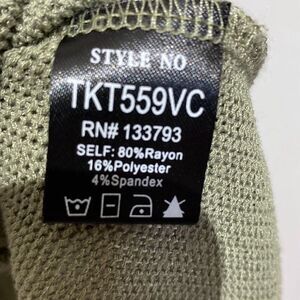 STYLE NO
TKT559VC
RN# 133793
SELF: 80%Rayon
16%Polyester
4%Spandex